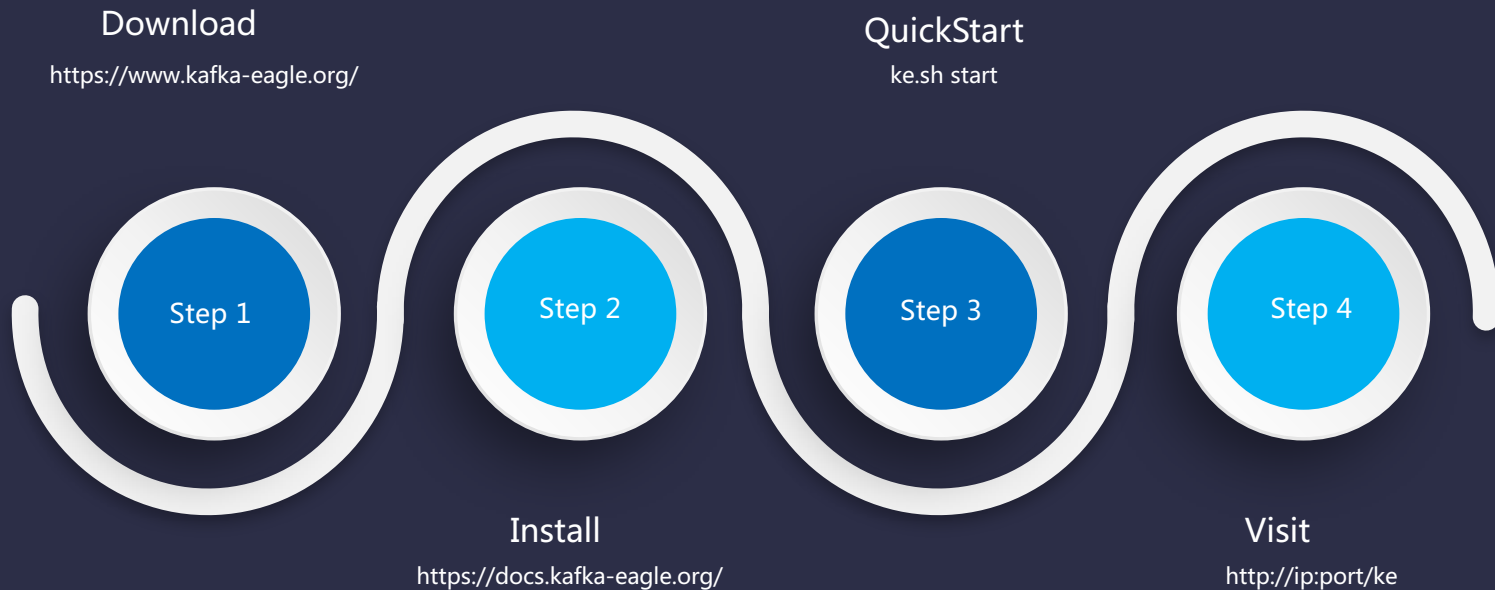 Download
https://www.kafka-eagle.org/
QuickStart
ke.sh start
Step 1
Step 2
Step 3
Step 4
Install
https://docs.kafka-eagle.org/
Visit
http://ip:port/ke